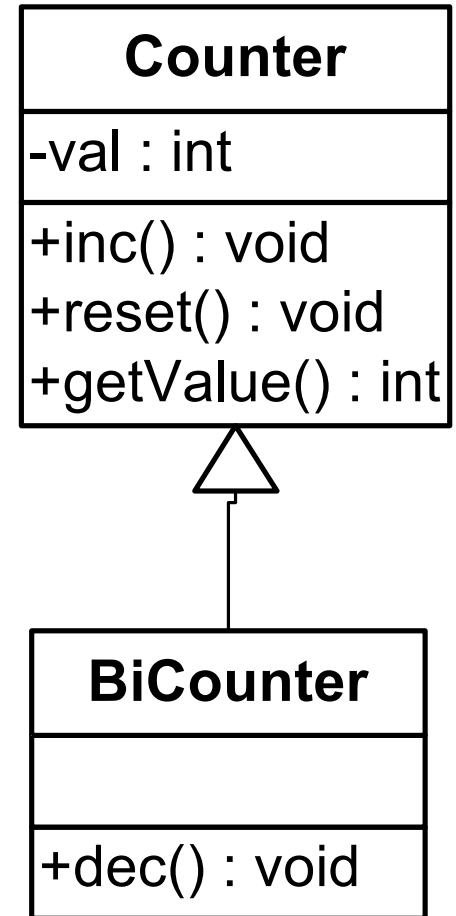 Counter
-val : int
+inc() : void
+reset() : void
+getValue() : int
BiCounter
+dec() : void